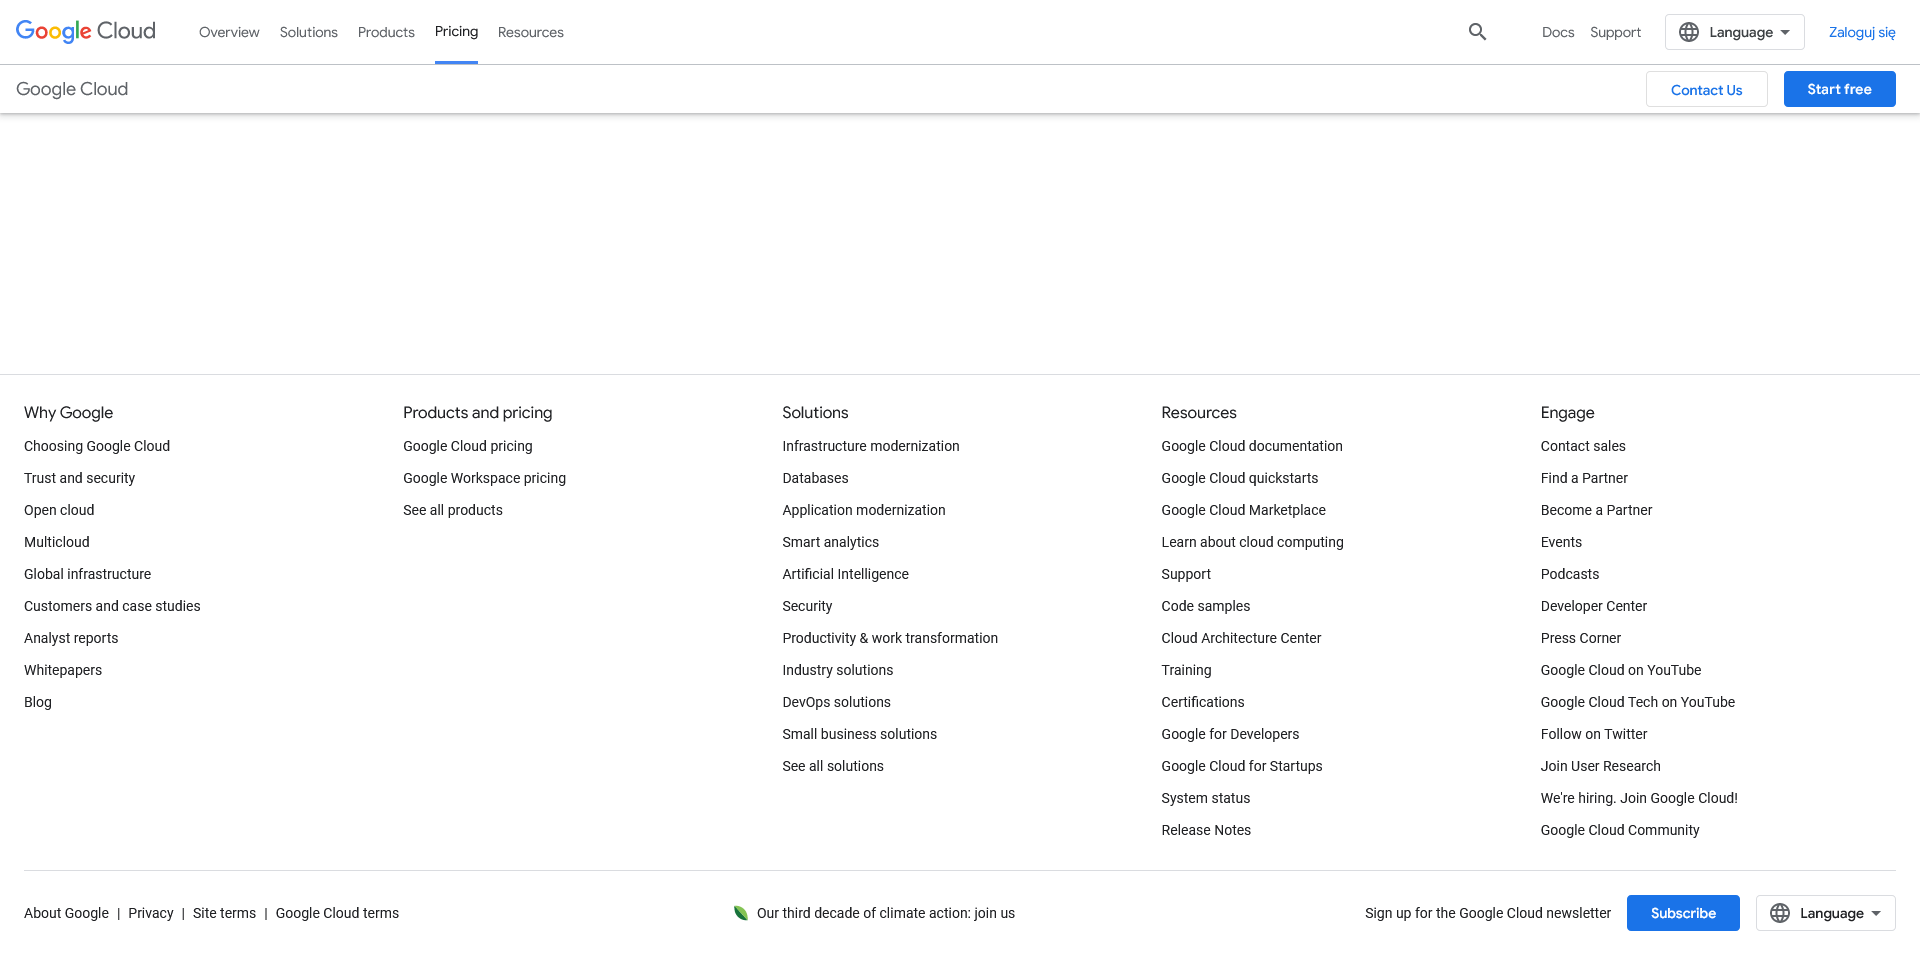 Google Cloud
Overview Solutions Products Pricing Resources
Docs Support Language Zaloguj się
Google Cloud
Contact Us Start free
Why Google
Choosing Google Cloud
Trust and security
Open cloud
Multicloud
Global infrastructure
Customers and case studies
Analyst reports
Whitepapers
Blog
Products and pricing
Google Cloud pricing
Google Workspace pricing
See all products
Solutions
Infrastructure modernization
Databases
Application modernization
Smart analytics
Artificial Intelligence
Security
Productivity & work transformation
Industry solutions
DevOps solutions
Small business solutions
See all solutions
Resources
Google Cloud documentation
Google Cloud quickstarts
Google Cloud Marketplace
Learn about cloud computing
Support
Code samples
Cloud Architecture Center
Training
Certifications
Google for Developers
Google Cloud for Startups
System status
Release Notes
Engage
Contact sales
Find a Partner
Become a Partner
Events
Podcasts
Developer Center
Press Corner
Google Cloud on YouTube
Google Cloud Tech on YouTube
Follow on Twitter
Join User Research
We're hiring. Join Google Cloud!
Google Cloud Community
About Google | Privacy | Site terms | Google Cloud terms
Our third decade of climate action: join us
Sign up for the Google Cloud newsletter Subscribe Language